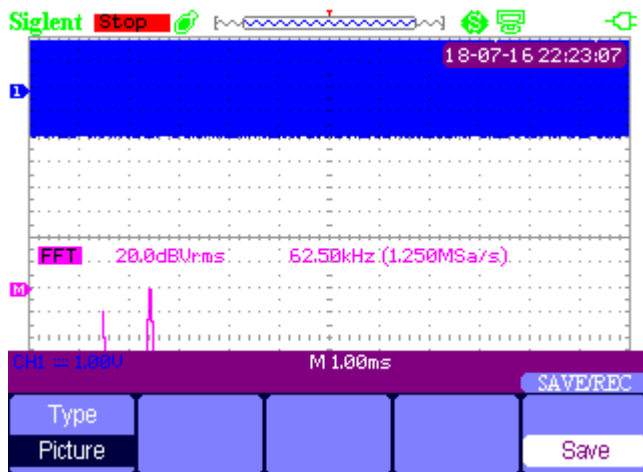 Siglent Stop
18-07-16 22:23:07
1
FFT 20.0dBVrms 62.50kHz (1.250MSa/s)
M
CH1 = 1.00V M 1.00ms
SAVE/REC
Type
Picture Save